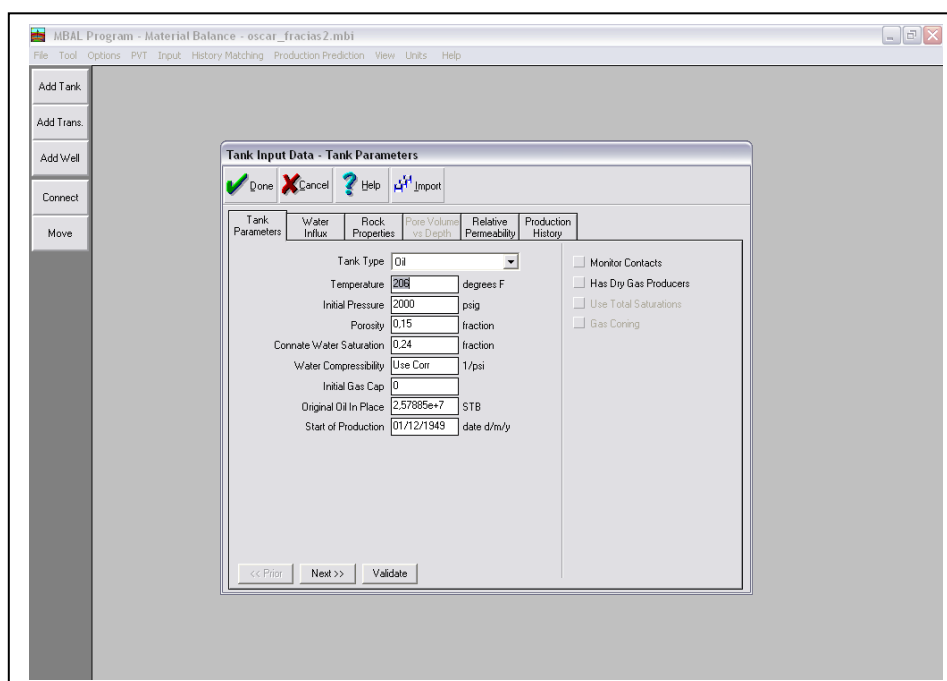 MBAL Program - Material Balance - oscar_fracias2.mbi
File Tool Options PVT Input History Matching Production Prediction View Units Help
Add Tank
Add Trans.
Add Well
Connect
Move
Tank Input Data - Tank Parameters
Done Cancel Help Import
Tank Parameters Water Influx Rock Properties Pore Volume vs Depth Relative Permeability Production History
Tank Type Oil
Temperature 206 degrees F
Initial Pressure 2000 psig
Porosity 0,15 fraction
Connate Water Saturation 0,24 fraction
Water Compressibility Use Corr 1/psi
Initial Gas Cap 0
Original Oil In Place 2,57885e+7 STB
Start of Production 01/12/1949 date d/m/y
Monitor Contacts
Has Dry Gas Producers
Use Total Saturations
Gas Coning
<< Prior Next >> Validate